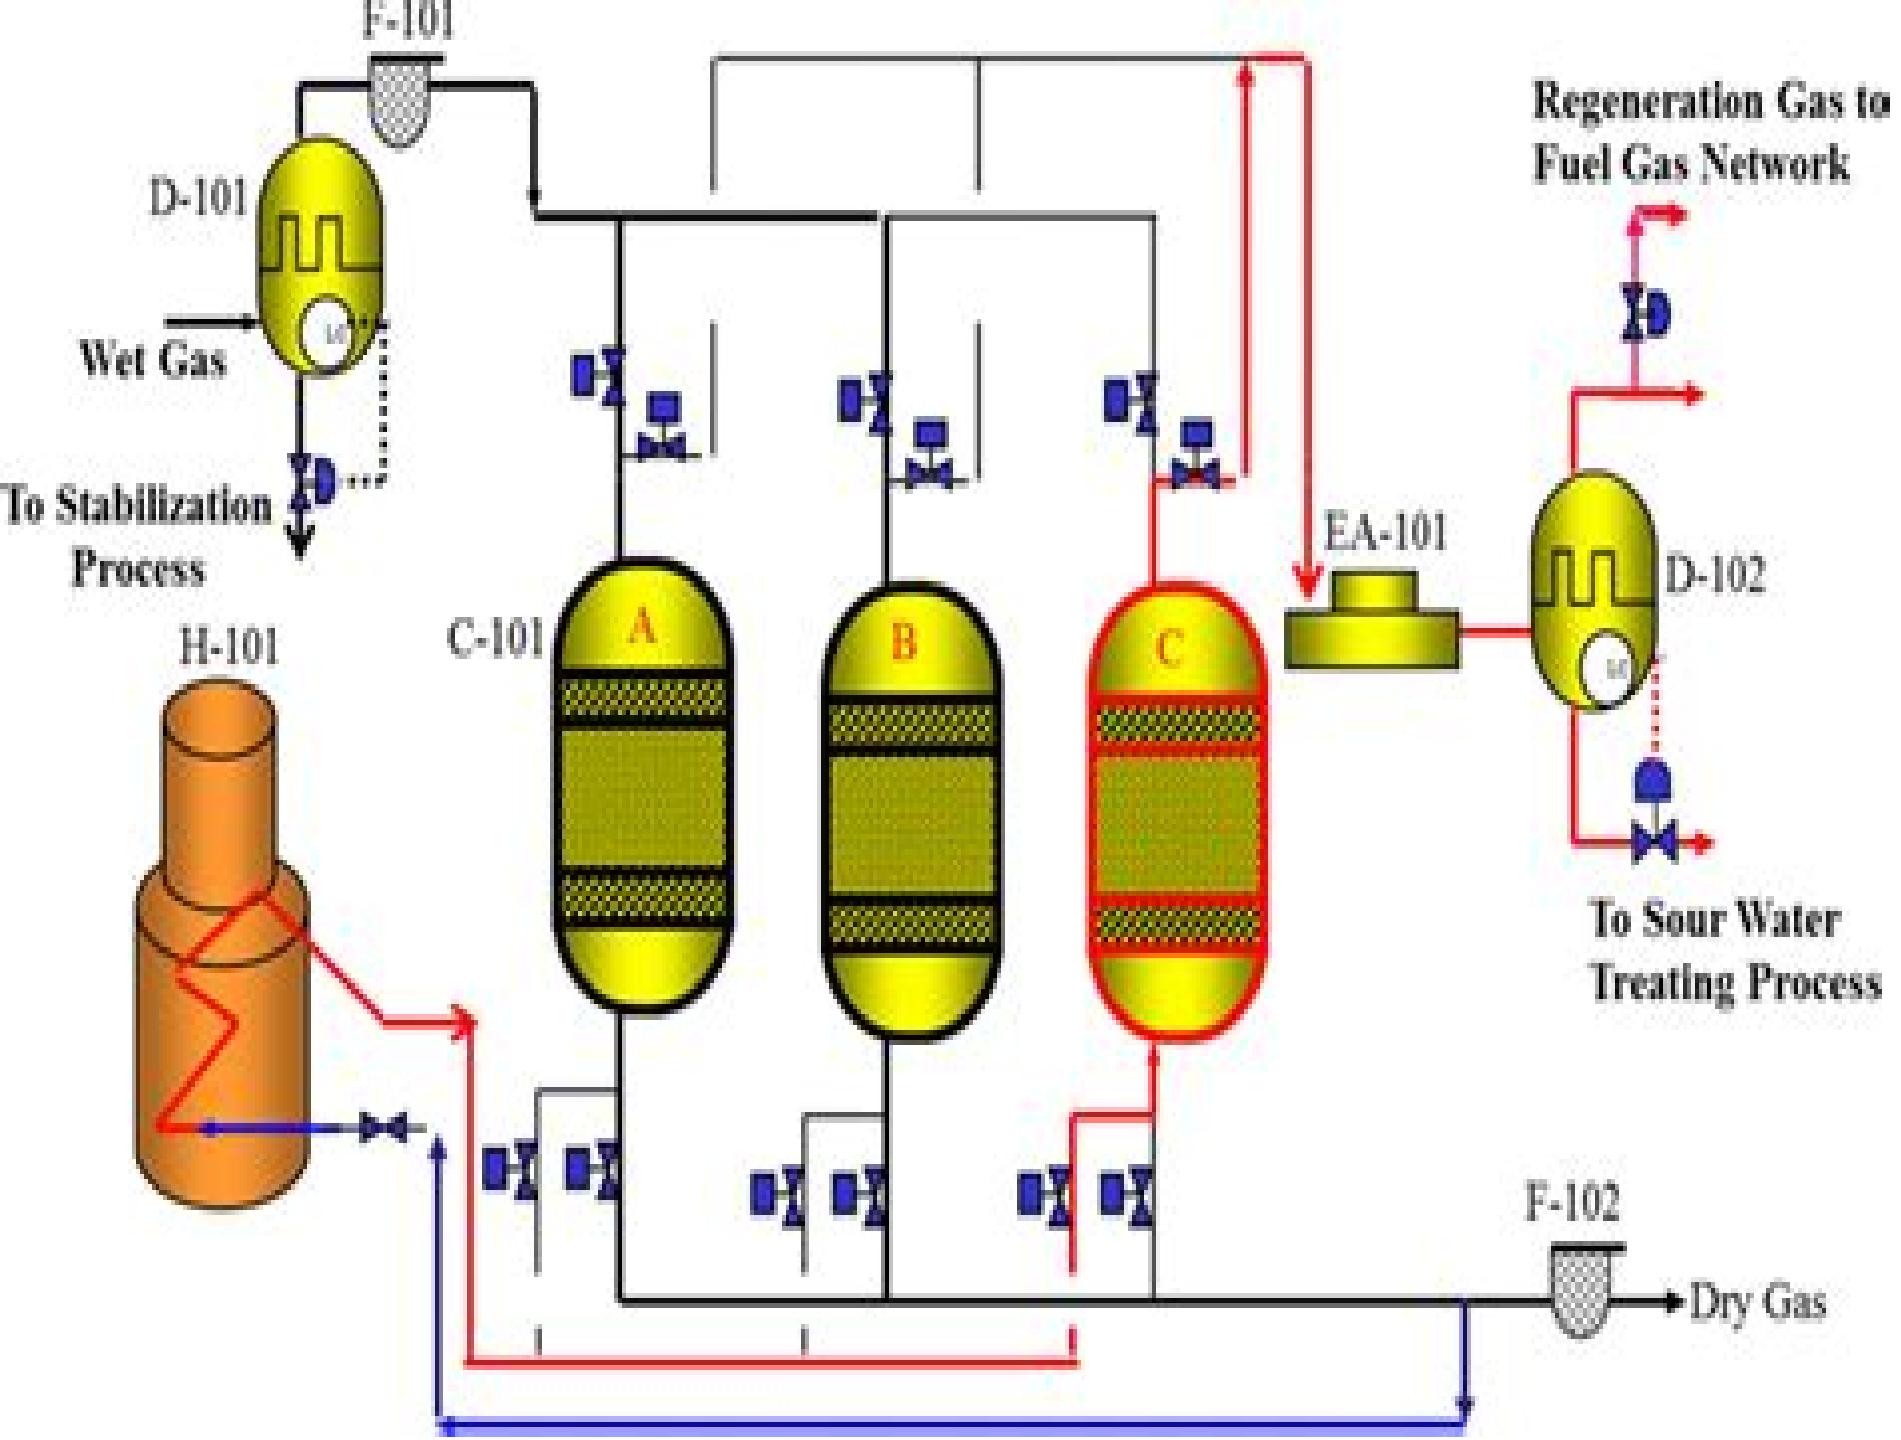 F-101
Regeneration Gas to
Fuel Gas Network
D-101
Wet Gas
To Stabilization
Process
EA-101
D-102
H-101
C-101
A
B
C
To Sour Water
Treating Process
F-102
Dry Gas